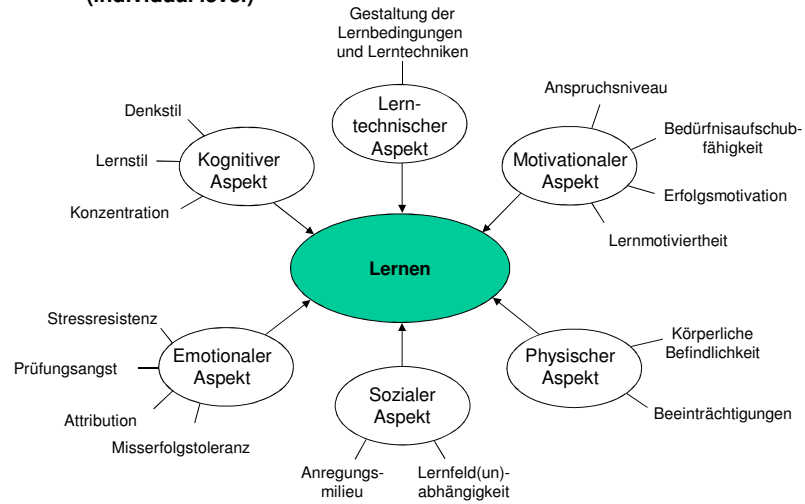 (individual level)
Gestaltung der
Lernbedingungen
und Lerntechniken
Lern-
technischer
Aspekt
Denkstil
Lernstil
Konzentration
Kognitiver
Aspekt
Anspruchsniveau
Bedürfnisaufschub-
fähigkeit
Erfolgsmotivation
Lernmotiviertheit
Motivationaler
Aspekt
Lernen
Stressresistenz
Prüfungsangst
Attribution
Misserfolgstoleranz
Emotionaler
Aspekt
Sozialer
Aspekt
Anregungs-
milieu
Lernfeld(un)-
abhängigkeit
Physischer
Aspekt
Körperliche
Befindlichkeit
Beeinträchtigungen